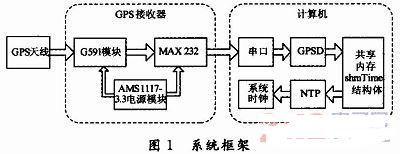 GPS接收器
计算机
GPS天线
G591模块
MAX 232
串口
GPSD
共享
内存
shmTime
结构体
AMS1117-
3.3电源模块
系统
时钟
NTP
图 1 系统框架